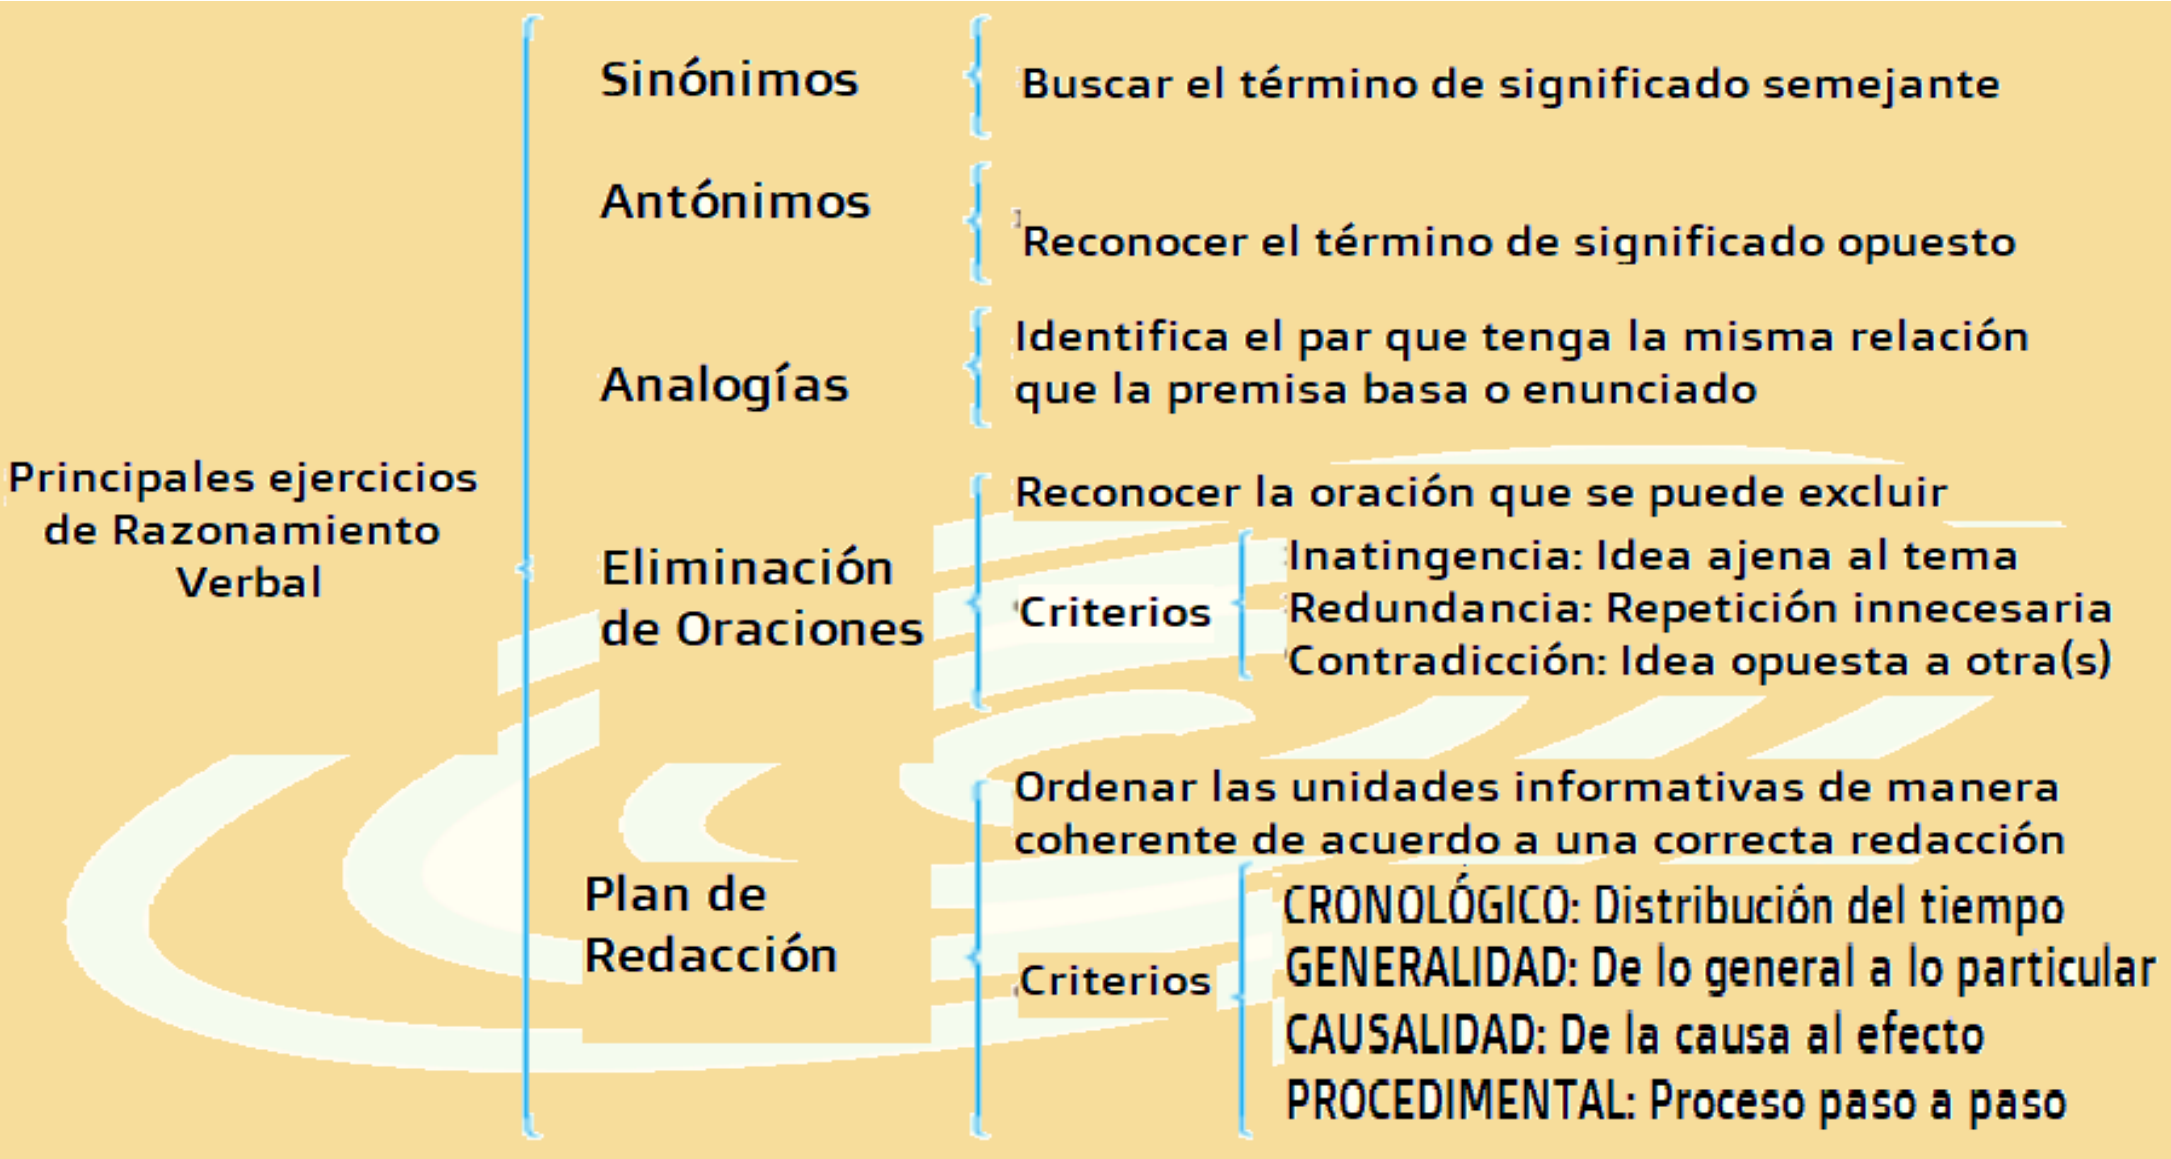 Principales ejercicios
de Razonamiento
Verbal
Sinónimos
Buscar el término de significado semejante
Antónimos
Reconocer el término de significado opuesto
Analogías
Identifica el par que tenga la misma relación
que la premisa basa o enunciado
Eliminación
de Oraciones
Reconocer la oración que se puede excluir
Criterios
Inatingencia: Idea ajena al tema
Redundancia: Repetición innecesaria
Contradicción: Idea opuesta a otra(s)
Plan de
Redacción
Ordenar las unidades informativas de manera
coherente de acuerdo a una correcta redacción
Criterios
CRONOLÓGICO: Distribución del tiempo
GENERALIDAD: De lo general a lo particular
CAUSALIDAD: De la causa al efecto
PROCEDIMENTAL: Proceso paso a paso